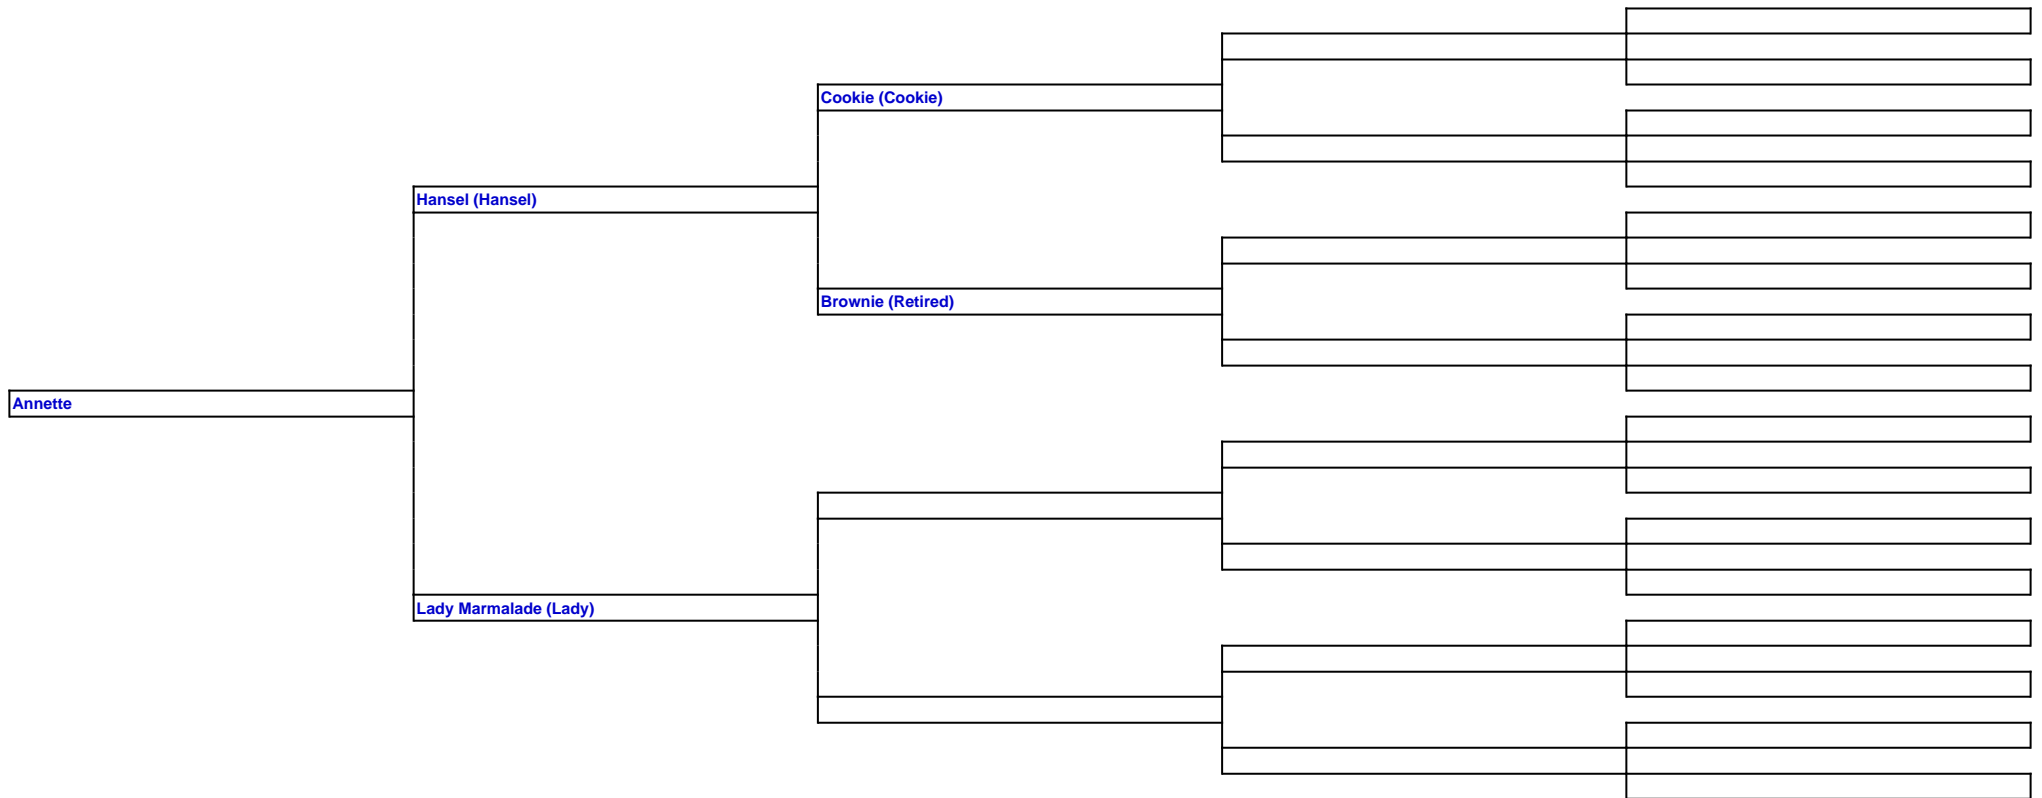 Cookie (Cookie)
Hansel (Hansel)
Brownie (Retired)
Annette
Lady Marmalade (Lady)